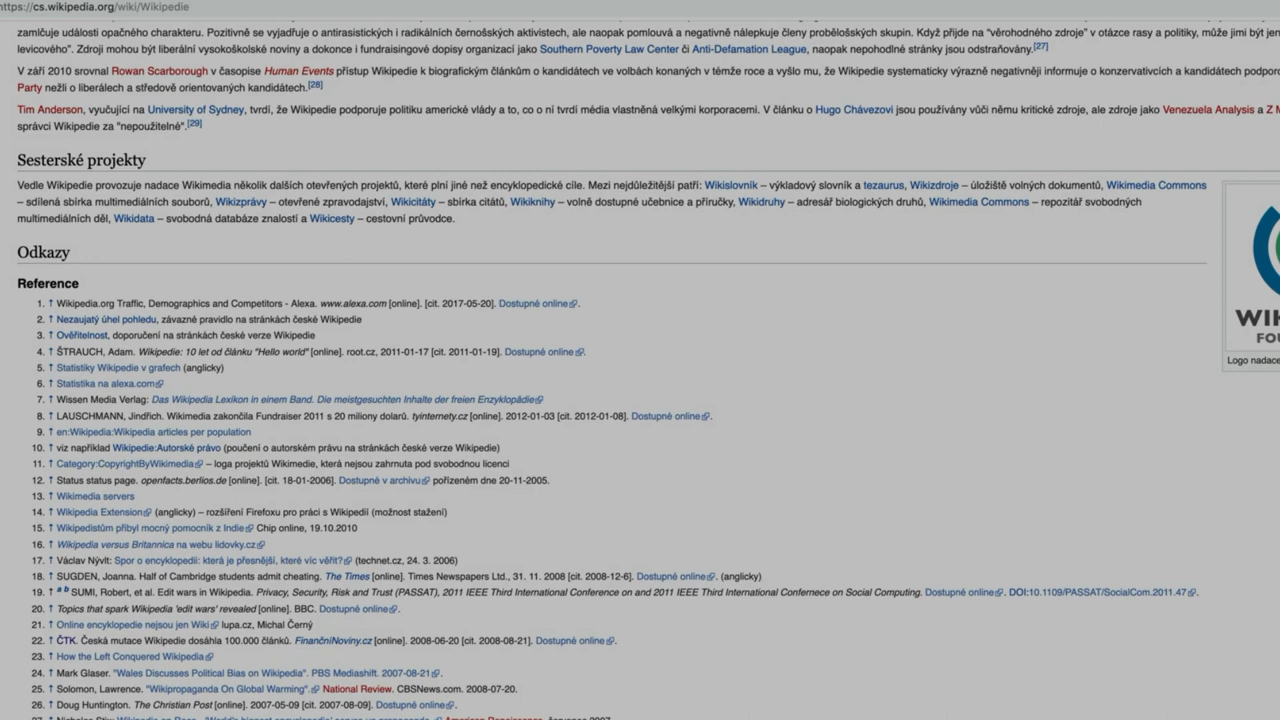 https://cs.wikipedia.org/wiki/Wikipedie
zamlčuje události opačného charakteru. Pozitivně se vyjadřuje o antirasistických i radikálních černošských aktivistech, ale naopak pomlouvá a negativně nálepkuje členy probělošských skupin. Když přijde na "věrohodného zdroje" v otázce rasy a politiky, může jimi být jen
levicového". Zdroji mohou být liberální vysokoškolské noviny a dokonce i fundraisingové dopisy organizací jako Southern Poverty Law Center či Anti-Defamation League, naopak nepohodlné stránky jsou odstraňovány.[27]
V září 2010 srovnal Rowan Scarborough v časopise Human Events přístup Wikipedie k biografickým článkům o kandidátech ve volbách konaných v témže roce a vyšlo mu, že Wikipedie systematicky výrazně negativněji informuje o konzervativcích a kandidátech
Party nežli o liberálech a středově orientovaných kandidátech.[28]
Tim Anderson, vyučující na University of Sydney, tvrdí, že Wikipedie podporuje politiku americké vlády a to, co o ní tvrdí média vlastněná velkými korporacemi. V článku o Hugo Chávezovi jsou používány vůči němu kritické zdroje, ale zdroje jako Venezuela Analysis a Z
správci Wikipedie za "nepoužitelné".[29]
Sesterské projekty
Vedle Wikipedie provozuje nadace Wikimedia několik dalších otevřených projektů, které plní jiné než encyklopedické cíle. Mezi nejdůležitější patří: Wikislovník – výkladový slovník a tezaurus, Wikizdroje – úložiště volných dokumentů, Wikimedia Commons
– sdílená sbírka multimediálních souborů, Wikizprávy – otevřené zpravodajství, Wikicitáty – sbírka citátů, Wikiknihy – volně dostupné učebnice a příručky, Wikidruhy – adresář biologických druhů, Wikimedia Commons – repozitář svobodných
multimediálních děl, Wikidata – svobodná databáze znalostí a Wikicesty – cestovní průvodce.
WIK
FOU
Logo nadace
Odkazy
Reference
1. ↑ Wikipedia.org Traffic, Demographics and Competitors - Alexa. www.alexa.com [online]. [cit. 2017-05-20]. Dostupné online.
2. ↑ Nezaujatý úhel pohledu, závazné pravidlo na stránkách české Wikipedie
3. ↑ Ověřitelnost, doporučení na stránkách české verze Wikipedie
4. ↑ ŠTRAUCH, Adam. Wikipedie: 10 let od článku "Hello world" [online]. root.cz, 2011-01-17 [cit. 2011-01-19]. Dostupné online.
5. ↑ Statistiky Wikipedie v grafech (anglicky)
6. ↑ Statistika na alexa.com
7. ↑ Wissen Media Verlag: Das Wikipedia Lexikon in einem Band. Die meistgesuchten Inhalte der freien Enzyklopädie
8. ↑ LAUSCHMANN, Jindřich. Wikimedia zakončila Fundraiser 2011 s 20 miliony dolarů. tyinternety.cz [online]. 2012-01-03 [cit. 2012-01-08]. Dostupné online.
9. ↑ en:Wikipedia:Wikipedia articles per population
10. ↑ viz například Wikipedie:Autorské právo (poučení o autorském právu na stránkách české verze Wikipedie)
11. ↑ Category:CopyrightByWikimedia – loga projektů Wikimedie, která nejsou zahrnuta pod svobodnou licenci
12. ↑ Status status page. openfacts.berlios.de [online]. [cit. 18-01-2006]. Dostupné v archivu pořízeném dne 20-11-2005.
13. ↑ Wikimedia servers
14. ↑ Wikipedia Extension (anglicky) – rozšíření Firefoxu pro práci s Wikipedií (možnost stažení)
15. ↑ Wikipedistům přibyl mocný pomocník z Indie Chip online, 19.10.2010
16. ↑ Wikipedia versus Britannica na webu lidovky.cz
17. ↑ Václav Nývlt: Spor o encyklopedii: která je přesnější, které víc věřit? (technet.cz, 24. 3. 2006)
18. ↑ SUGDEN, Joanna. Half of Cambridge students admit cheating. The Times [online]. Times Newspapers Ltd., 31. 11. 2008 [cit. 2008-12-6]. Dostupné online. (anglicky)
19. ↑ a b SUMI, Robert, et al. Edit wars in Wikipedia. Privacy, Security, Risk and Trust (PASSAT), 2011 IEEE Third International Conference on and 2011 IEEE Third International Confernece on Social Computing. Dostupné online. DOI:10.1109/PASSAT/SocialCom.2011.47.
20. ↑ Topics that spark Wikipedia 'edit wars' revealed [online]. BBC. Dostupné online.
21. ↑ Online encyklopedie nejsou jen Wiki lupa.cz, Michal Černý
22. ↑ ČTK. Česká mutace Wikipedie dosáhla 100.000 článků. FinančníNoviny.cz [online]. 2008-06-20 [cit. 2008-08-21]. Dostupné online.
23. ↑ How the Left Conquered Wikipedia
24. ↑ Mark Glaser. "Wales Discusses Political Bias on Wikipedia". PBS Mediashift. 2007-08-21.
25. ↑ Solomon, Lawrence. "Wikipropaganda On Global Warming". National Review. CBSNews.com. 2008-07-20.
26. ↑ Doug Huntington. The Christian Post [online]. 2007-05-09 [cit. 2007-08-09]. Dostupné online.